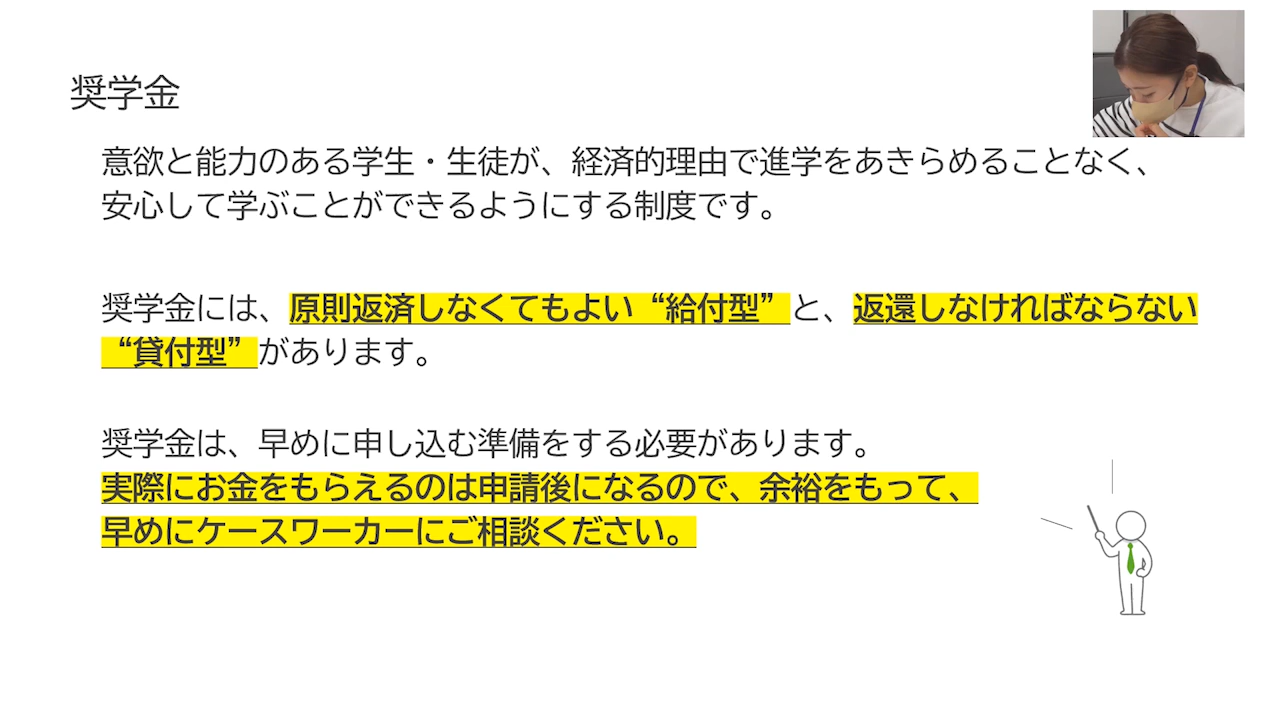 奨学金
意欲と能力のある学生・生徒が、経済的理由で進学をあきらめることなく、
安心して学ぶことができるようにする制度です。
奨学金には、原則返済しなくてもよい“給付型”と、返還しなければならない
“貸付型”があります。
奨学金は、早めに申し込む準備をする必要があります。
実際にお金をもらえるのは申請後になるので、余裕をもって、
早めにケースワーカーにご相談ください。